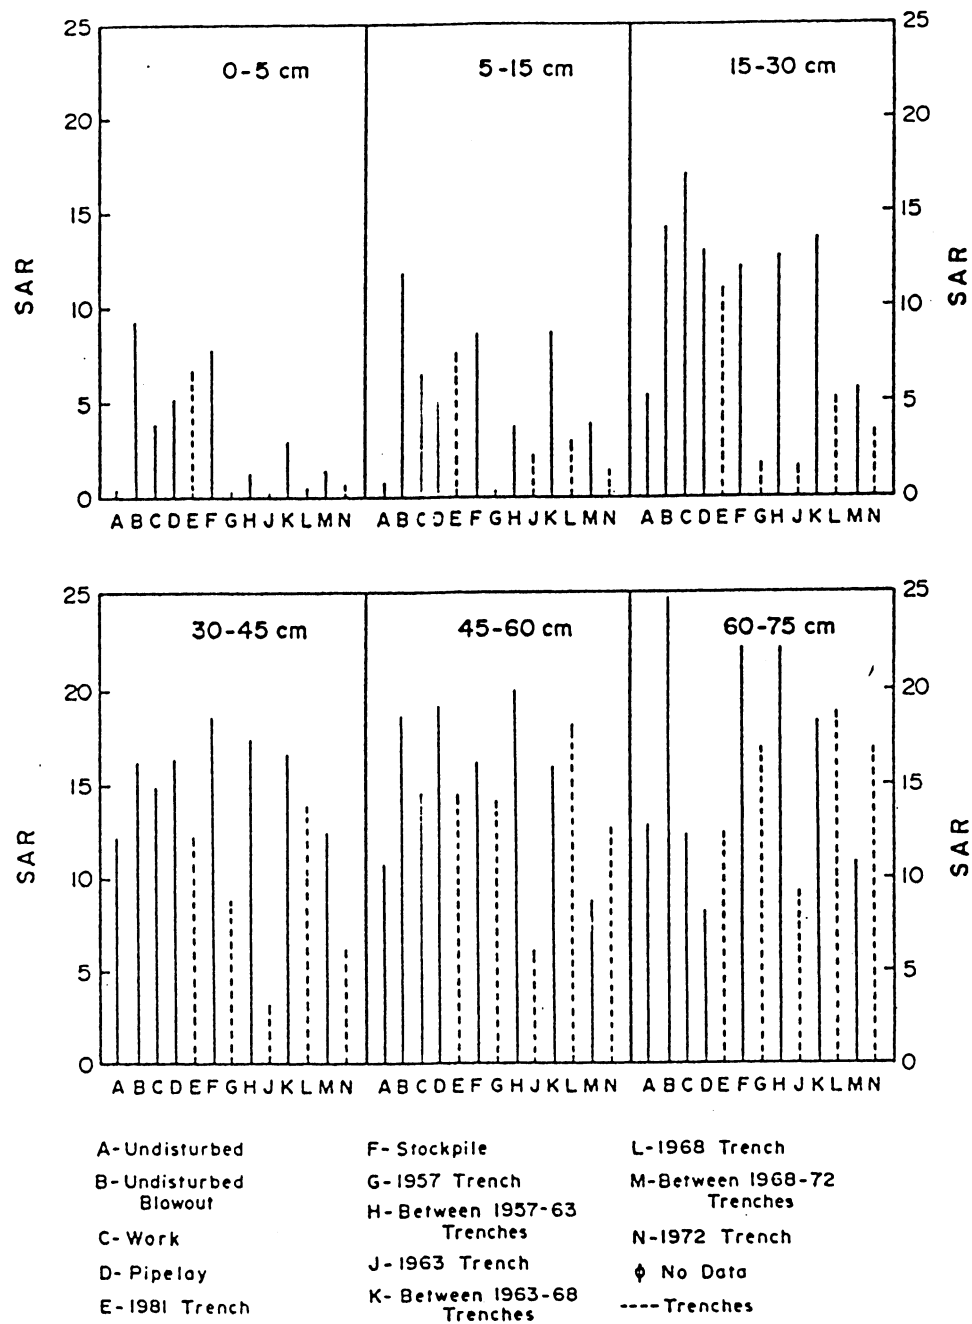 25
20
15
10
5
0
SAR
0-5 cm
5-15 cm
15-30 cm
25
20
15
10
5
0
SAR
A B C D E F G H J K L M N
A B C D E F G H J K L M N
A B C D E F G H J K L M N
25
20
15
10
5
0
SAR
30-45 cm
45-60 cm
60-75 cm
25
20
15
10
5
0
SAR
A B C D E F G H J K L M N
A B C D E F G H J K L M N
A B C D E F G H J K L M N
A- Undisturbed
B- Undisturbed
Blowout
C- Work
D- Pipelay
E- 1981 Trench
F- Stockpile
G- 1957 Trench
H- Between 1957-63
Trenches
J- 1963 Trench
K- Between 1963-68
Trenches
L- 1968 Trench
M- Between 1968-72
Trenches
N- 1972 Trench
ϕ No Data
---- Trenches